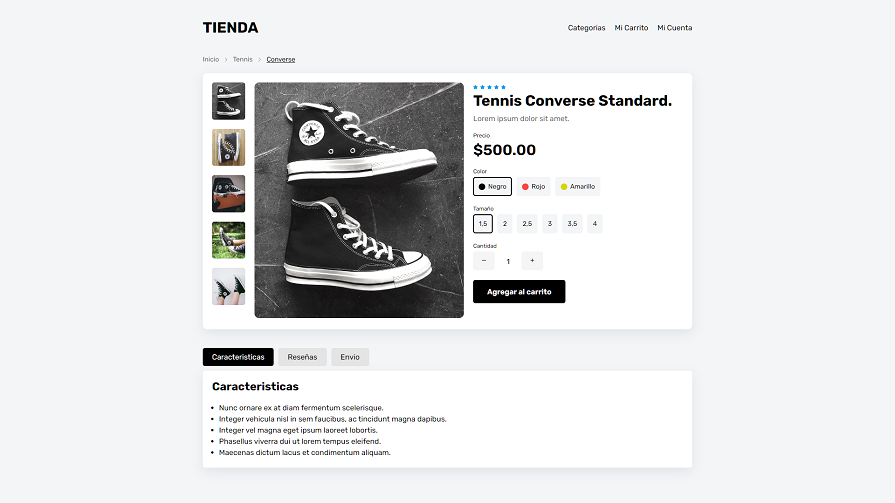 TIENDA
Categorias Mi Carrito Mi Cuenta
Inicio > Tennis > Converse
Tennis Converse Standard.
Lorem ipsum dolor sit amet.
Precio
$500.00
Color
Negro Rojo Amarillo
Tamaño
1,5 2 2,5 3 3,5 4
Cantidad
− 1 +
Agregar al carrito
Caracteristicas Reseñas Envio
Caracteristicas
• Nunc ornare ex at diam fermentum scelerisque.
• Integer vehicula nisl in sem faucibus, ac tincidunt magna dapibus.
• Integer vel magna eget ipsum laoreet lobortis.
• Phasellus viverra dui ut lorem tempus eleifend.
• Maecenas dictum lacus et condimentum aliquam.